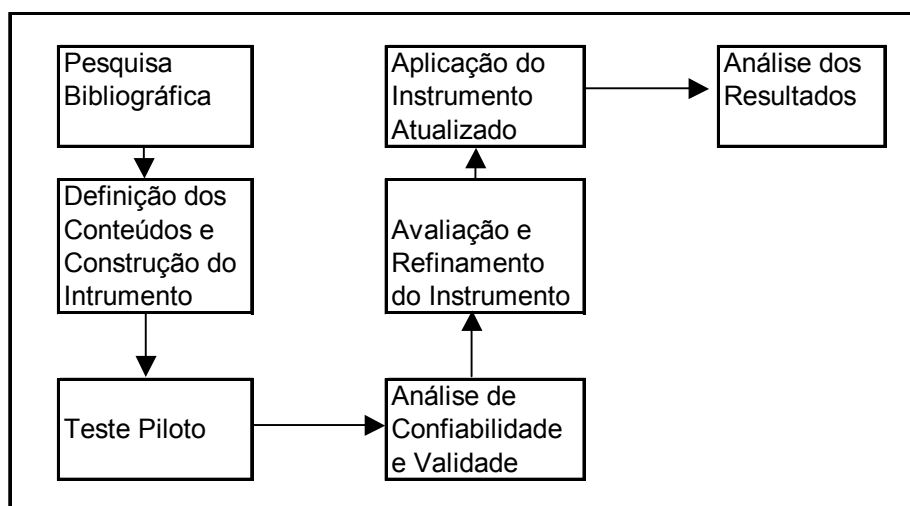 Pesquisa
Bibliográfica
Definição dos
Conteúdos e
Construção do
Intrumento
Teste Piloto
Análise de
Confiabilidade
e Validade
Avaliação e
Refinamento
do Instrumento
Aplicação do
Instrumento
Atualizado
Análise dos
Resultados